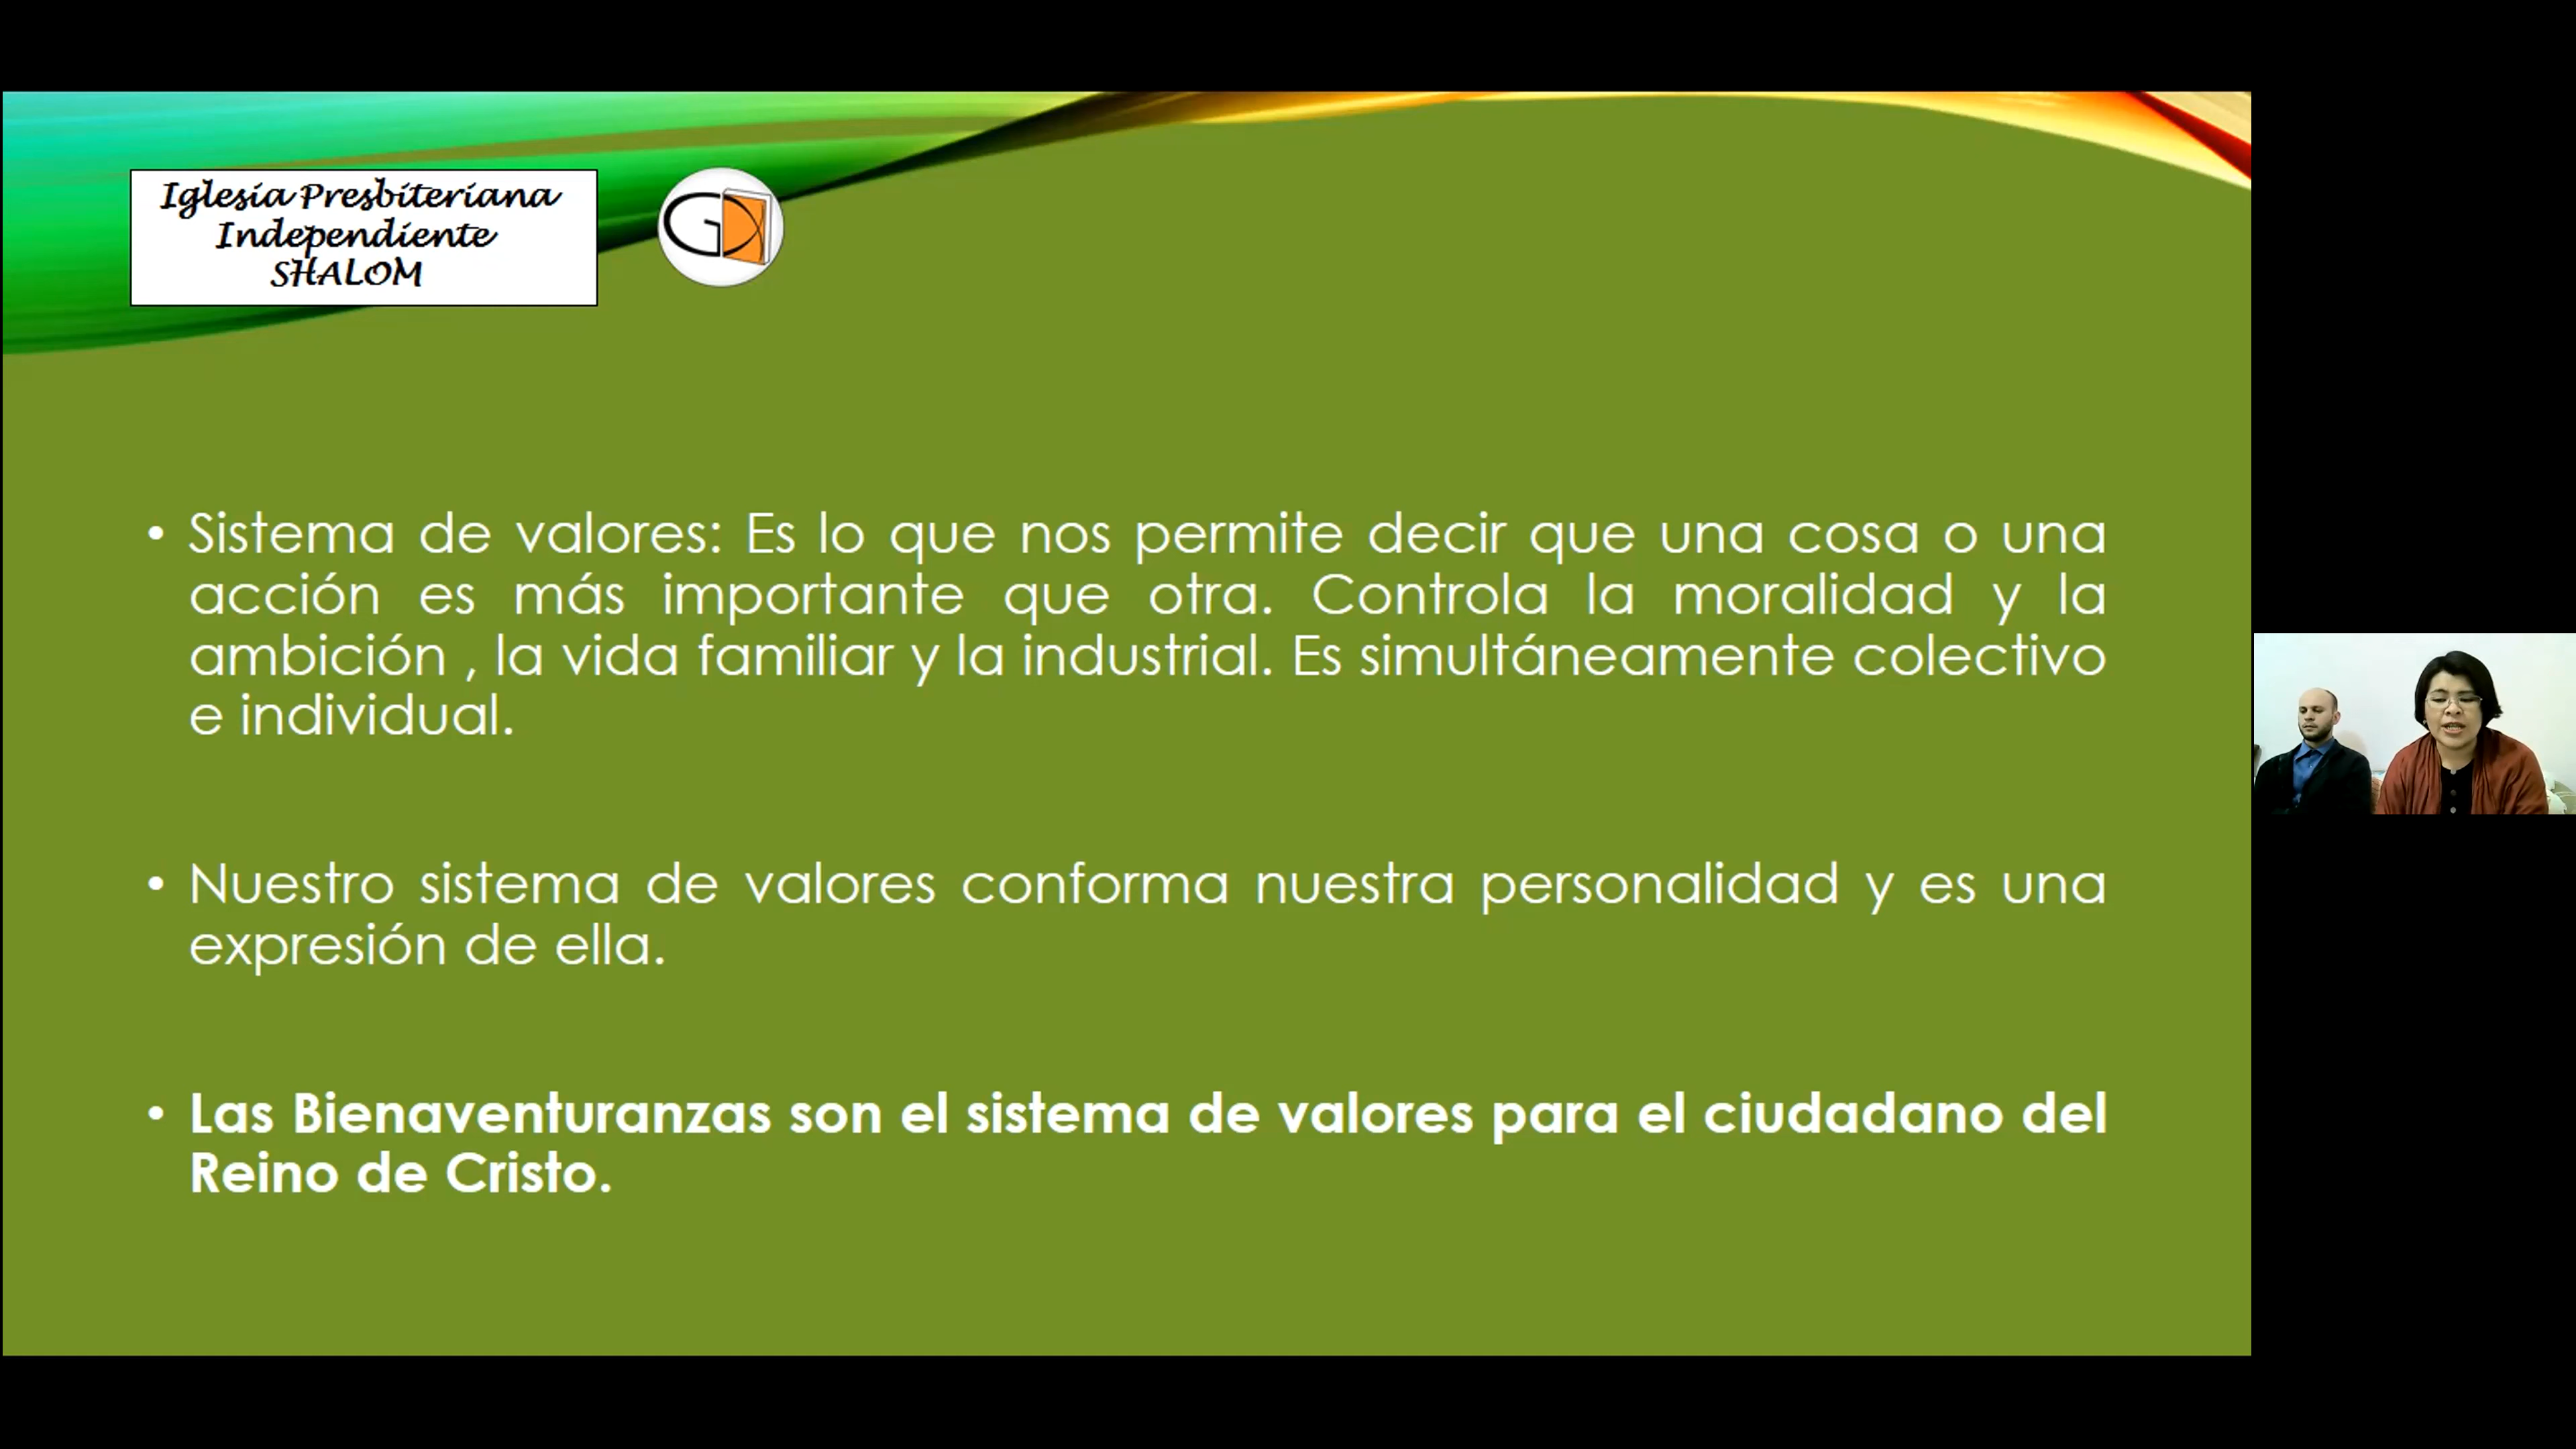 Iglesia Presbiteriana
Independiente
SHALOM
• Sistema de valores: Es lo que nos permite decir que una cosa o una
acción es más importante que otra. Controla la moralidad y la
ambición , la vida familiar y la industrial. Es simultáneamente colectivo
e individual.
• Nuestro sistema de valores conforma nuestra personalidad y es una
expresión de ella.
• Las Bienaventuranzas son el sistema de valores para el ciudadano del
Reino de Cristo.